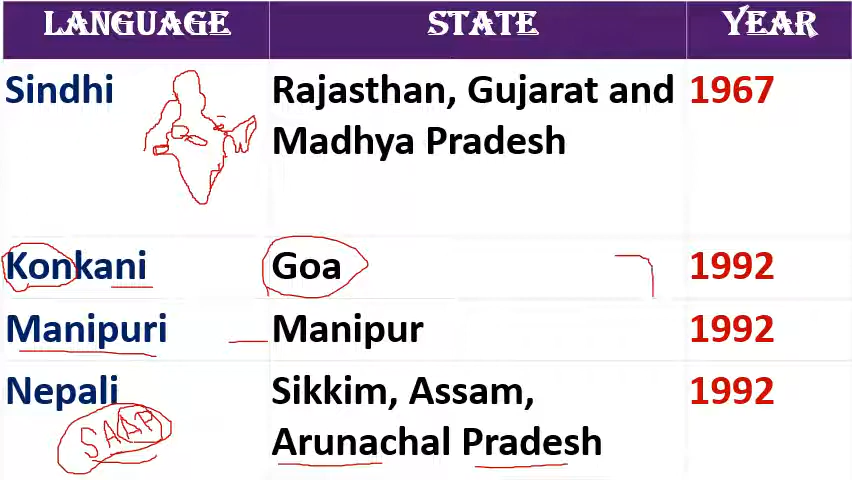 LANGUAGE STATE YEAR
Sindhi Rajasthan, Gujarat and 1967
Madhya Pradesh
Konkani Goa 1992
Manipuri Manipur 1992
Nepali Sikkim, Assam, 1992
SAAP
Arunachal Pradesh